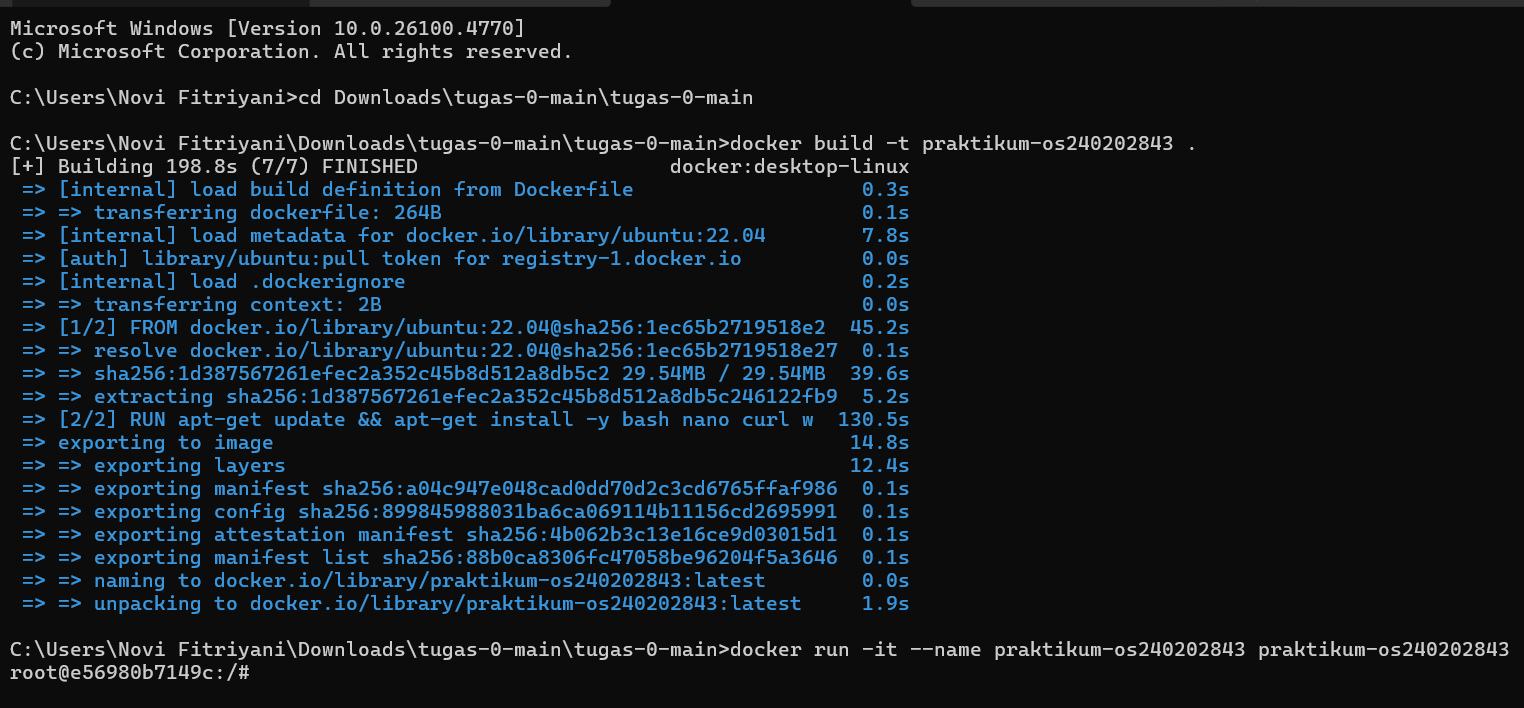 Microsoft Windows [Version 10.0.26100.4770]
(c) Microsoft Corporation. All rights reserved.
C:\Users\Novi Fitriyani>cd Downloads\tugas-0-main\tugas-0-main
C:\Users\Novi Fitriyani\Downloads\tugas-0-main\tugas-0-main>docker build -t praktikum-os240202843 .
[+] Building 198.8s (7/7) FINISHED docker:desktop-linux
=> [internal] load build definition from Dockerfile 0.3s
=> => transferring dockerfile: 264B 0.1s
=> [internal] load metadata for docker.io/library/ubuntu:22.04 7.8s
=> [auth] library/ubuntu:pull token for registry-1.docker.io 0.0s
=> [internal] load .dockerignore 0.2s
=> => transferring context: 2B 0.0s
=> [1/2] FROM docker.io/library/ubuntu:22.04@sha256:1ec65b2719518e2 45.2s
=> => resolve docker.io/library/ubuntu:22.04@sha256:1ec65b2719518e27 0.1s
=> => sha256:1d387567261efec2a352c45b8d512a8db5c2 29.54MB / 29.54MB 39.6s
=> => extracting sha256:1d387567261efec2a352c45b8d512a8db5c246122fb9 5.2s
=> [2/2] RUN apt-get update && apt-get install -y bash nano curl w 130.5s
=> exporting to image 14.8s
=> => exporting layers 12.4s
=> => exporting manifest sha256:a04c947e048cad0dd70d2c3cd6765ffaf986 0.1s
=> => exporting config sha256:899845988031ba6ca069114b11156cd2695991 0.1s
=> => exporting attestation manifest sha256:4b062b3c13e16ce9d03015d1 0.1s
=> => exporting manifest list sha256:88b0ca8306fc47058be96204f5a3646 0.1s
=> => naming to docker.io/library/praktikum-os240202843:latest 0.0s
=> => unpacking to docker.io/library/praktikum-os240202843:latest 1.9s
C:\Users\Novi Fitriyani\Downloads\tugas-0-main\tugas-0-main>docker run -it --name praktikum-os240202843 praktikum-os240202843
root@e56980b7149c:/#